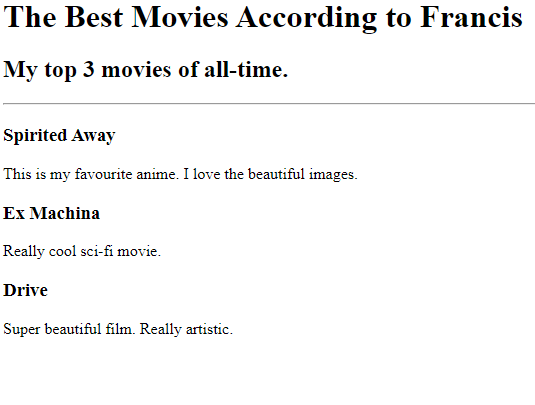 The Best Movies According to Francis
My top 3 movies of all-time.
Spirited Away
This is my favourite anime. I love the beautiful images.
Ex Machina
Really cool sci-fi movie.
Drive
Super beautiful film. Really artistic.